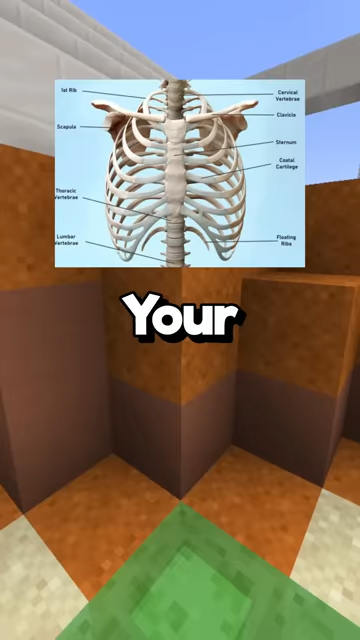 1st Rib
Cervical
Vertebrae
Clavicle
Scapula
Sternum
Costal
Cartilage
Thoracic
Vertebrae
Lumbar
Vertebrae
Floating
Ribs
Your